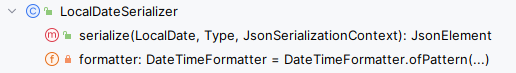 LocalDateSerializer
serialize(LocalDate, Type, JsonSerializationContext): JsonElement
formatter: DateTimeFormatter = DateTimeFormatter.ofPattern(...)